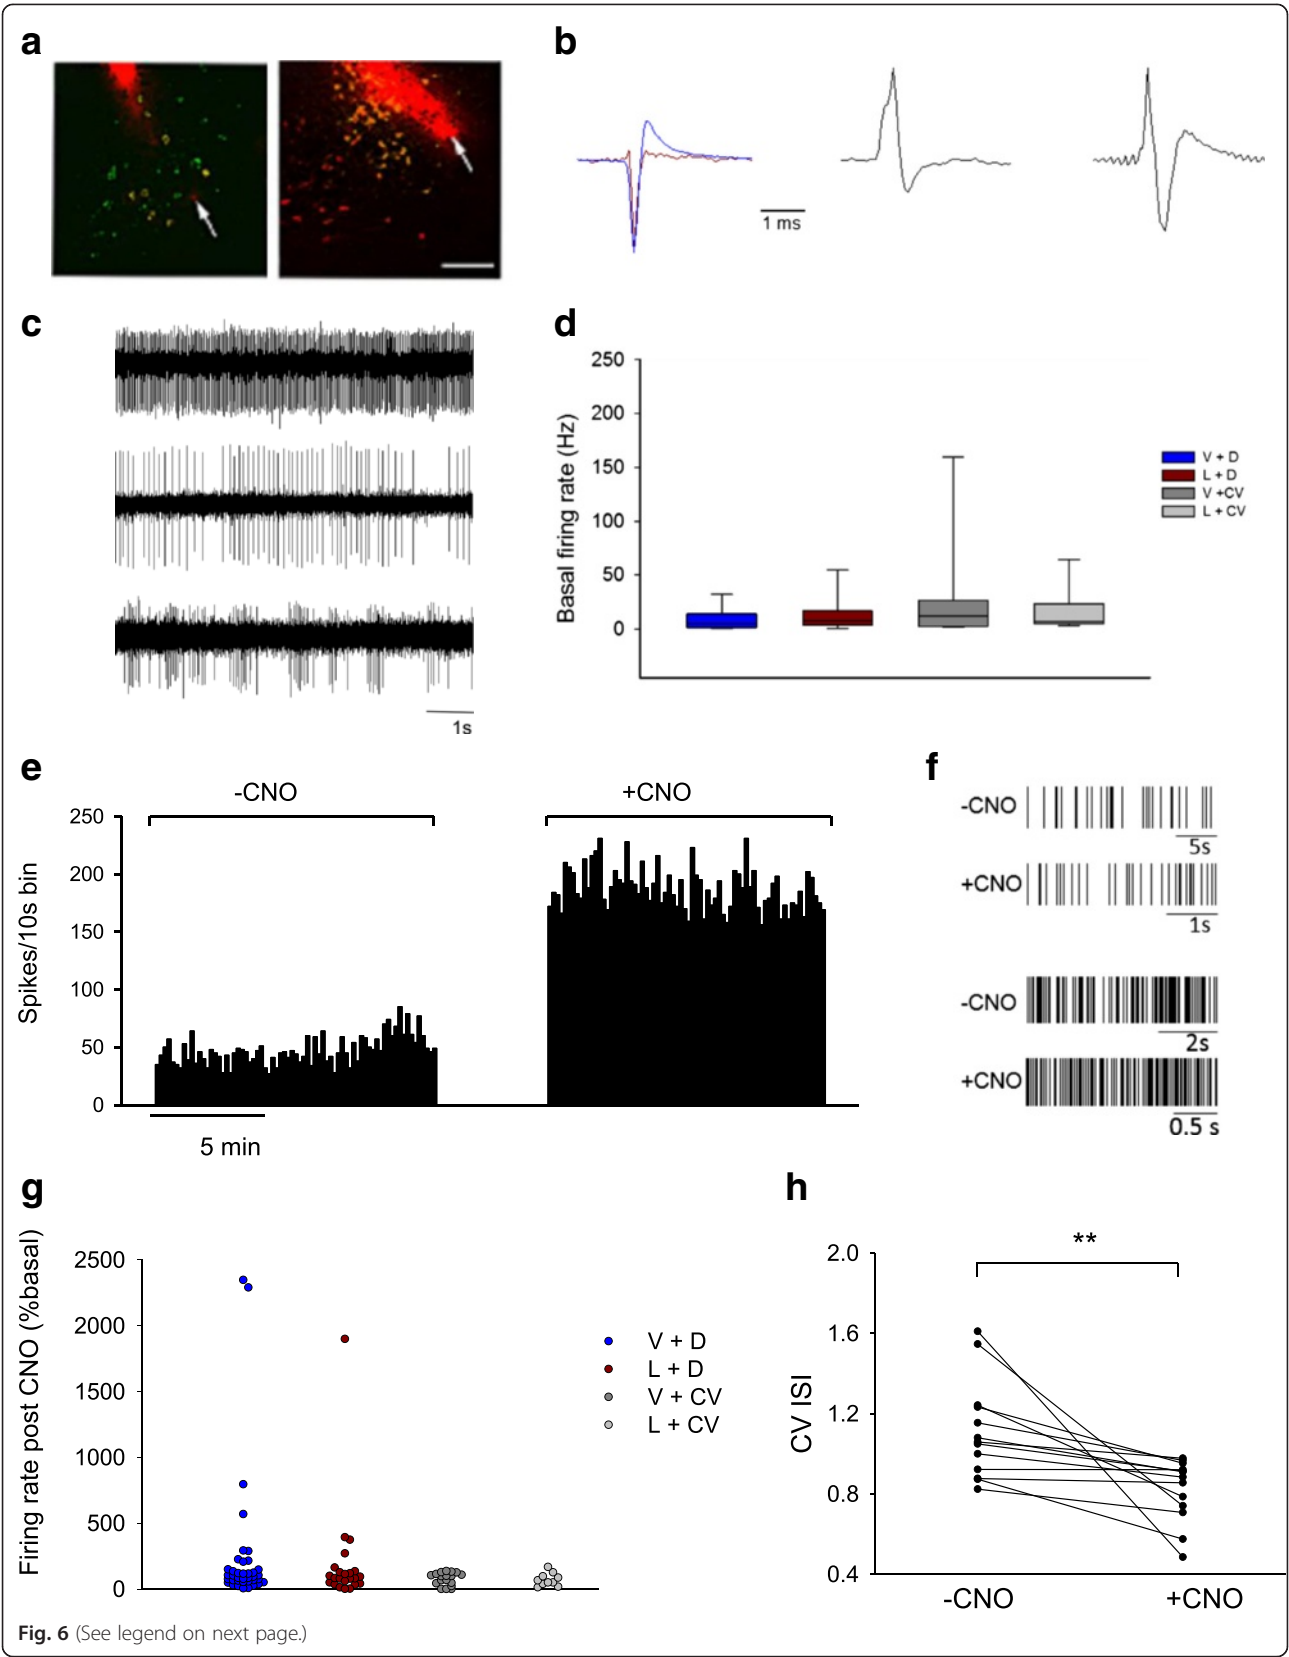 a
b
1 ms
c
1s
d
Basal firing rate (Hz)
250
200
150
100
50
0
V + D
L + D
V +CV
L + CV
e
-CNO
+CNO
Spikes/10s bin
250
200
150
100
50
0
5 min
f
-CNO
5s
+CNO
1s
-CNO
2s
+CNO
0.5 s
g
Firing rate post CNO (%basal)
2500
2000
1500
1000
500
0
V + D
L + D
V + CV
L + CV
h
**
CV ISI
2.0
1.6
1.2
0.8
0.4
-CNO
+CNO
Fig. 6 (See legend on next page.)